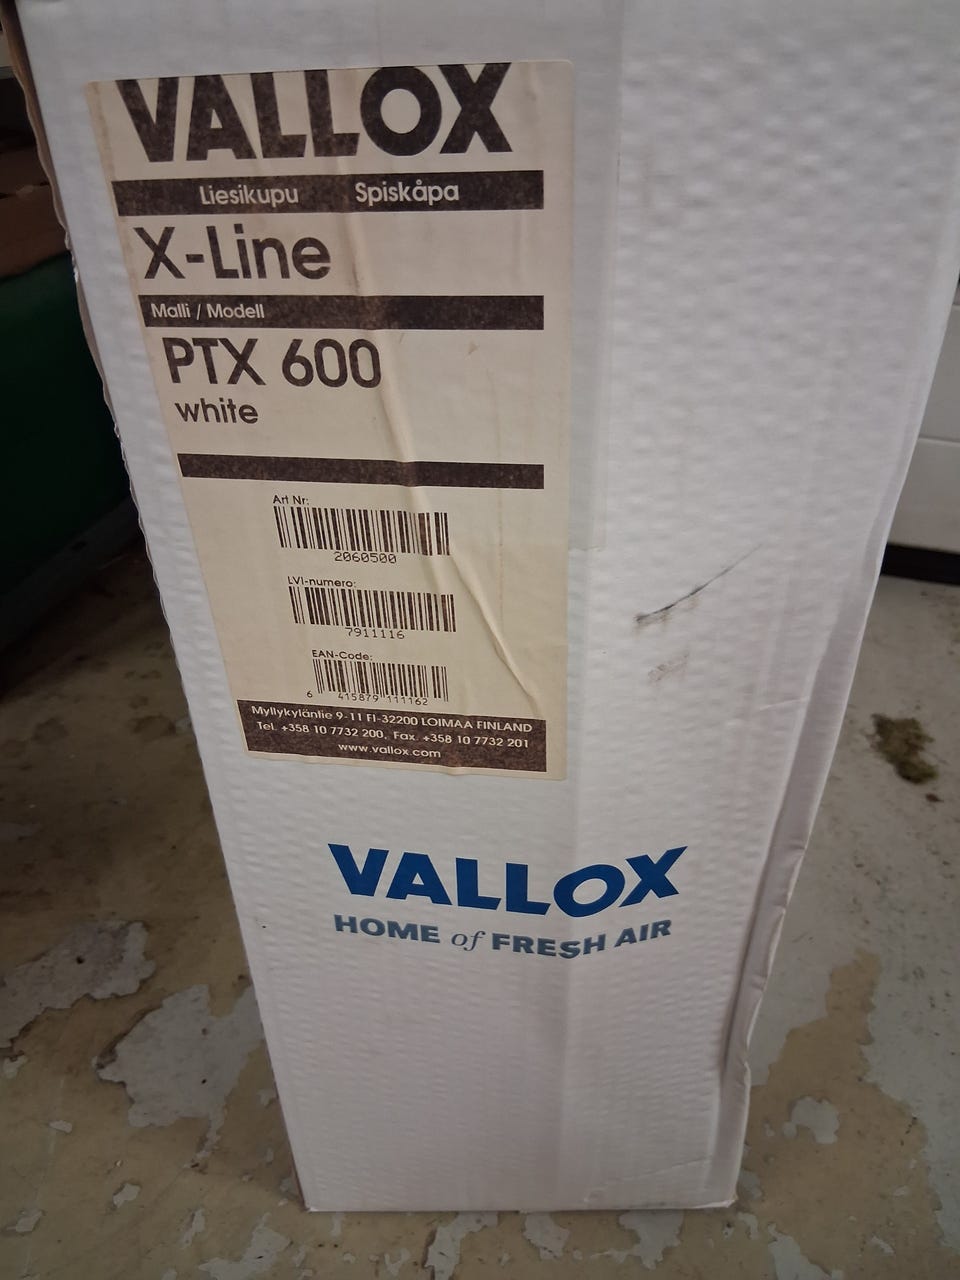 VALLOX
Liesikupu Spiskåpa
X-Line
Malli / Modell
PTX 600
white
Art Nr:
2060500
LVI-numero:
7911116
EAN-Code:
6 415879 111162
Myllykyläntie 9-11 FI-32200 LOIMAA FINLAND
Tel. +358 10 7732 200, Fax. +358 10 7732 201
www.vallox.com
VALLOX
HOME of FRESH AIR